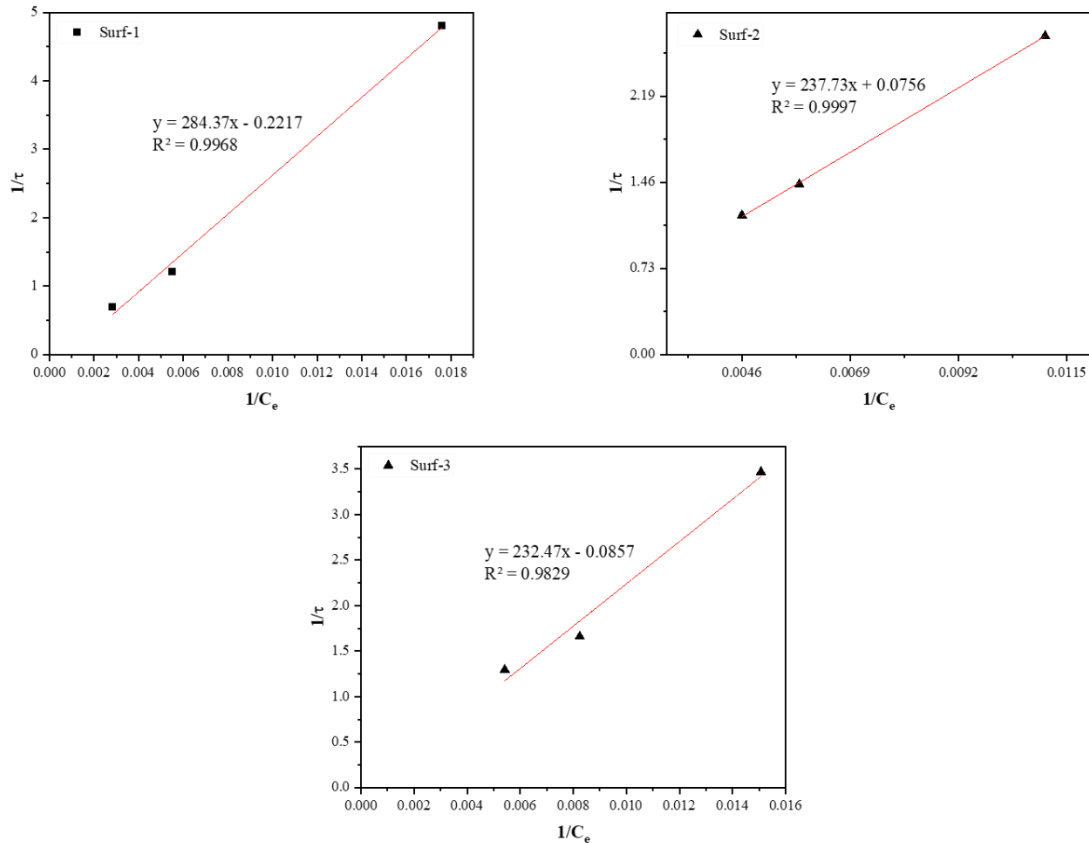 Surf-1
y = 284.37x - 0.2217
R² = 0.9968
5
4
3
2
1
0
1/τ
0.000 0.002 0.004 0.006 0.008 0.010 0.012 0.014 0.016 0.018
1/Cₑ
Surf-2
y = 237.73x + 0.0756
R² = 0.9997
2.19
1.46
0.73
0.00
1/τ
0.0046 0.0069 0.0092 0.0115
1/Cₑ
Surf-3
y = 232.47x - 0.0857
R² = 0.9829
3.5
3.0
2.5
2.0
1.5
1.0
0.5
0.0
1/τ
0.000 0.002 0.004 0.006 0.008 0.010 0.012 0.014 0.016
1/Cₑ